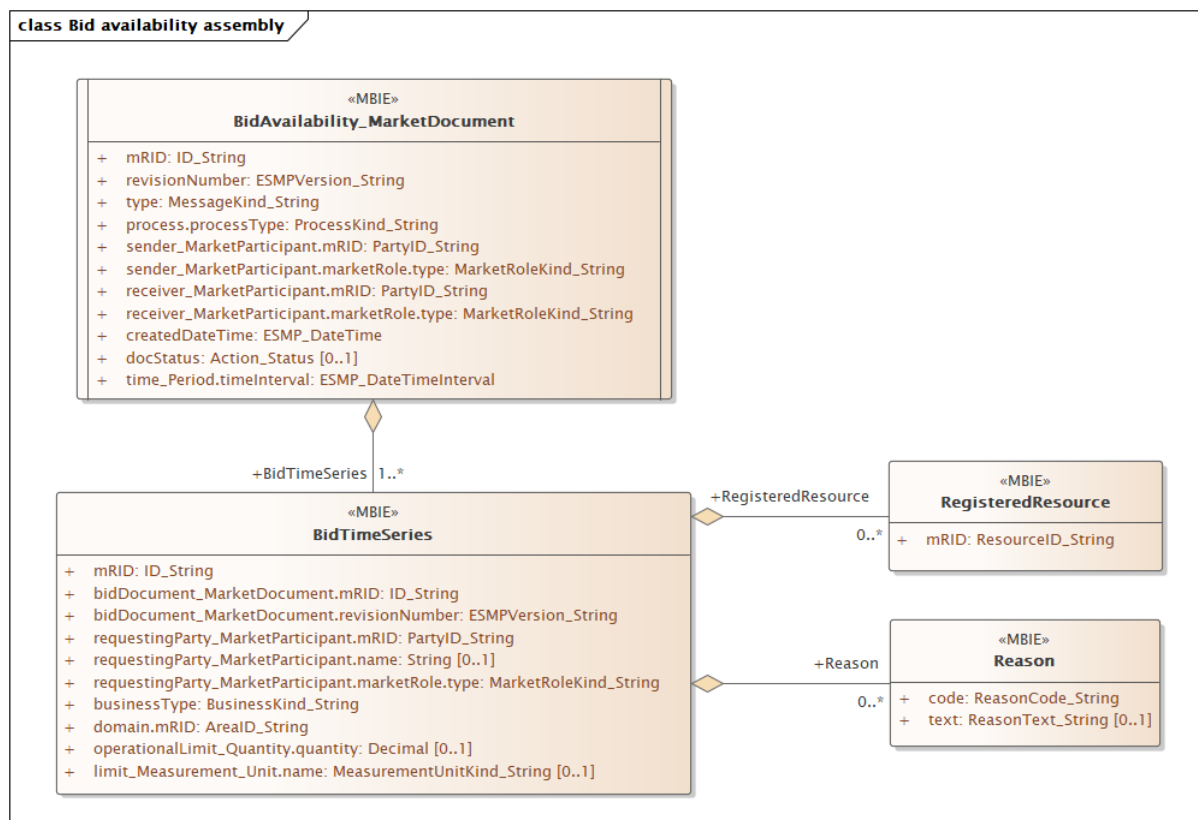 class Bid availability assembly
«MBIE»
BidAvailability_MarketDocument
+ mRID: ID_String
+ revisionNumber: ESMPVersion_String
+ type: MessageKind_String
+ process.processType: ProcessKind_String
+ sender_MarketParticipant.mRID: PartyID_String
+ sender_MarketParticipant.marketRole.type: MarketRoleKind_String
+ receiver_MarketParticipant.mRID: PartyID_String
+ receiver_MarketParticipant.marketRole.type: MarketRoleKind_String
+ createdDateTime: ESMP_DateTime
+ docStatus: Action_Status [0..1]
+ time_Period.timeInterval: ESMP_DateTimeInterval
+BidTimeSeries 1..*
«MBIE»
BidTimeSeries
+ mRID: ID_String
+ bidDocument_MarketDocument.mRID: ID_String
+ bidDocument_MarketDocument.revisionNumber: ESMPVersion_String
+ requestingParty_MarketParticipant.mRID: PartyID_String
+ requestingParty_MarketParticipant.name: String [0..1]
+ requestingParty_MarketParticipant.marketRole.type: MarketRoleKind_String
+ businessType: BusinessKind_String
+ domain.mRID: AreaID_String
+ operationalLimit_Quantity.quantity: Decimal [0..1]
+ limit_Measurement_Unit.name: MeasurementUnitKind_String [0..1]
+RegisteredResource
0..*
«MBIE»
RegisteredResource
+ mRID: ResourceID_String
+Reason
0..*
«MBIE»
Reason
+ code: ReasonCode_String
+ text: ReasonText_String [0..1]